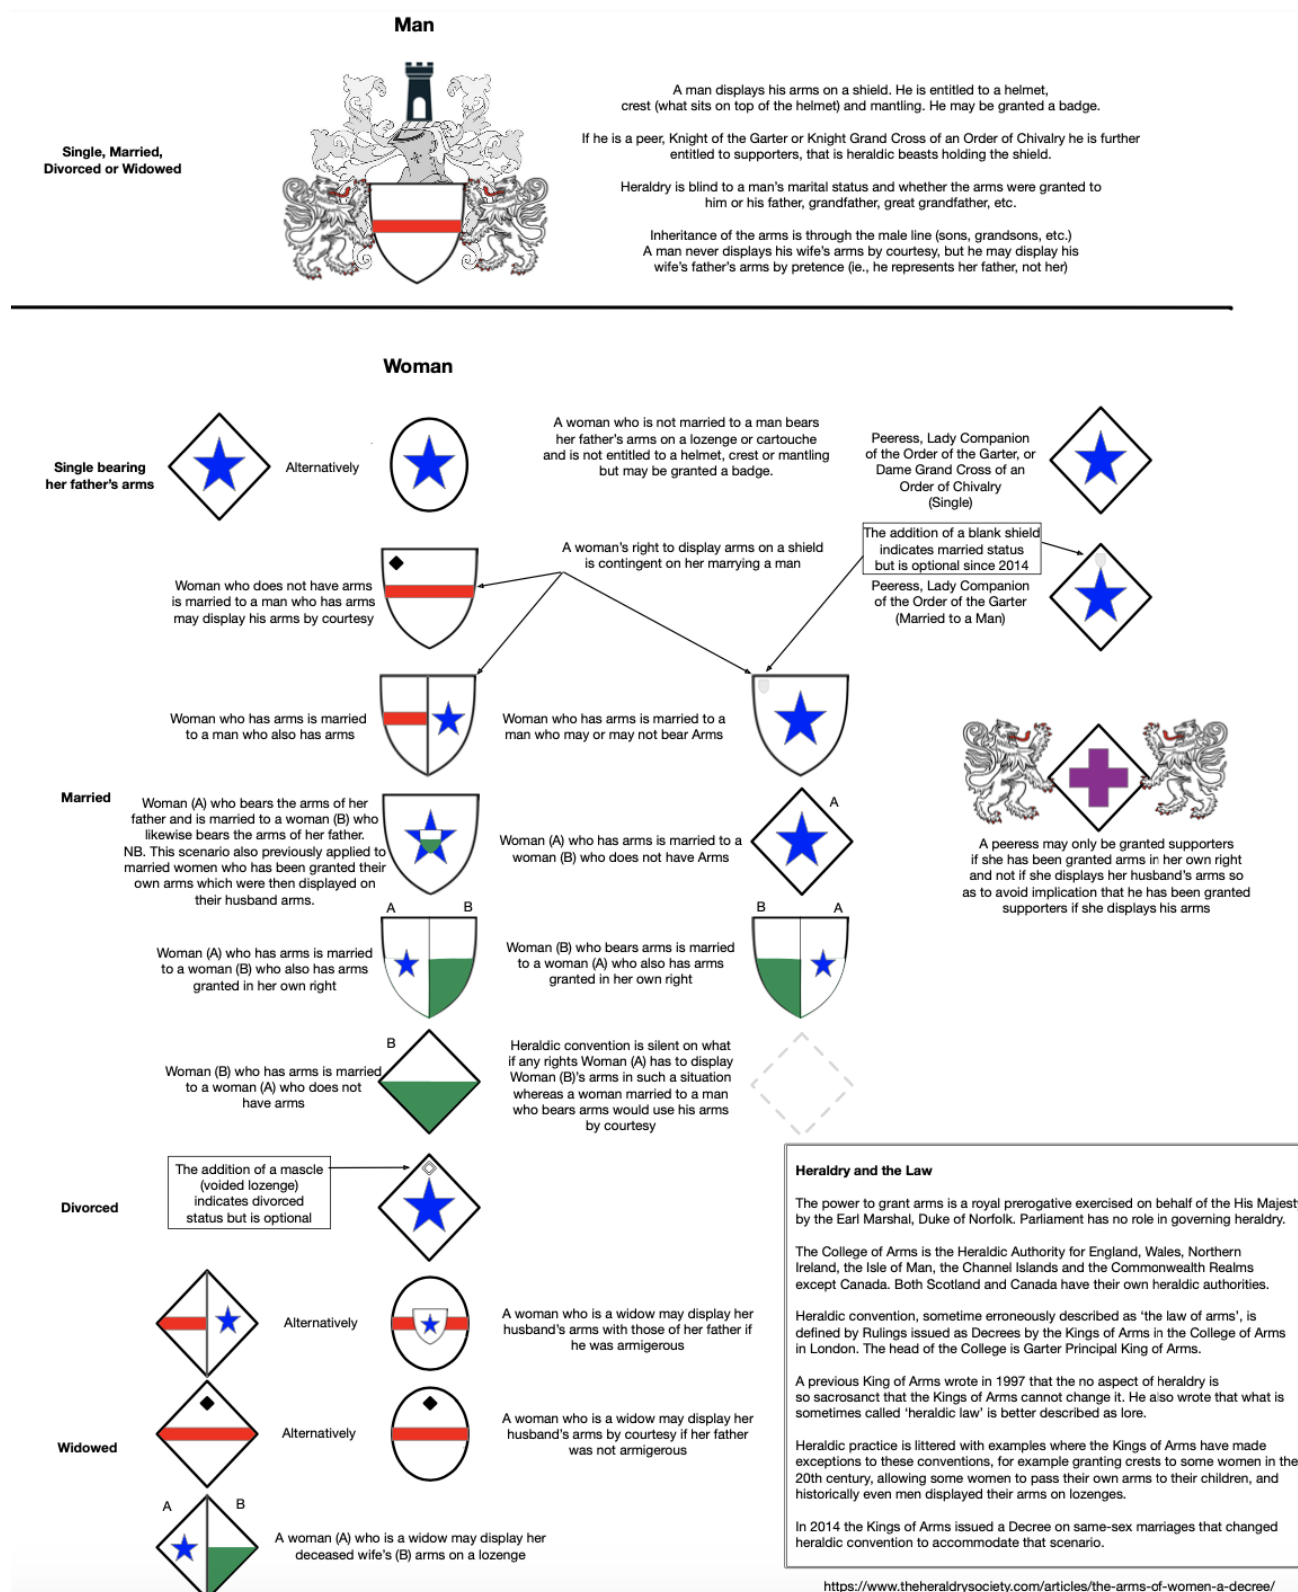 Man
Single, Married,
Divorced or Widowed
A man displays his arms on a shield. He is entitled to a helmet,
crest (what sits on top of the helmet) and mantling. He may be granted a badge.
If he is a peer, Knight of the Garter or Knight Grand Cross of an Order of Chivalry he is further
entitled to supporters, that is heraldic beasts holding the shield.
Heraldry is blind to a man's marital status and whether the arms were granted to
him or his father, grandfather, great grandfather, etc.
Inheritance of the arms is through the male line (sons, grandsons, etc.)
A man never displays his wife's arms by courtesy, but he may display his
wife's father's arms by pretence (ie., he represents her father, not her)
Woman
Single bearing
her father's arms
Alternatively
A woman who is not married to a man bears
her father's arms on a lozenge or cartouche
and is not entitled to a helmet, crest or mantling
but may be granted a badge.
Peeress, Lady Companion
of the Order of the Garter, or
Dame Grand Cross of an
Order of Chivalry
(Single)
Woman who does not have arms
is married to a man who has arms
may display his arms by courtesy
A woman's right to display arms on a shield
is contingent on her marrying a man
The addition of a blank shield
indicates married status
but is optional since 2014
Peeress, Lady Companion
of the Order of the Garter
(Married to a Man)
Woman who has arms is married
to a man who also has arms
Woman who has arms is married to a
man who may or may not bear Arms
Married
Woman (A) who bears the arms of her
father and is married to a woman (B) who
likewise bears the arms of her father.
NB. This scenario also previously applied to
married women who has been granted their
own arms which were then displayed on
their husband arms.
Woman (A) who has arms is married to a
woman (B) who does not have Arms
A
A peeress may only be granted supporters
if she has been granted arms in her own right
and not if she displays her husband's arms so
as to avoid implication that he has been granted
supporters if she displays his arms
A B
Woman (A) who has arms is married
to a woman (B) who also has arms
granted in her own right
B A
Woman (B) who bears arms is married
to a woman (A) who also has arms
granted in her own right
B
Woman (B) who has arms is married
to a woman (A) who does not
have arms
Heraldic convention is silent on what
if any rights Woman (A) has to display
Woman (B)'s arms in such a situation
whereas a woman married to a man
who bears arms would use his arms
by courtesy
Divorced
The addition of a mascle
(voided lozenge)
indicates divorced
status but is optional
Alternatively
A woman who is a widow may display her
husband's arms with those of her father if
he was armigerous
Widowed
Alternatively
A woman who is a widow may display her
husband's arms by courtesy if her father
was not armigerous
A B
A woman (A) who is a widow may display her
deceased wife's (B) arms on a lozenge
Heraldry and the Law
The power to grant arms is a royal prerogative exercised on behalf of the His Majest
by the Earl Marshal, Duke of Norfolk. Parliament has no role in governing heraldry.
The College of Arms is the Heraldic Authority for England, Wales, Northern
Ireland, the Isle of Man, the Channel Islands and the Commonwealth Realms
except Canada. Both Scotland and Canada have their own heraldic authorities.
Heraldic convention, sometime erroneously described as 'the law of arms', is
defined by Rulings issued as Decrees by the Kings of Arms in the College of Arms
in London. The head of the College is Garter Principal King of Arms.
A previous King of Arms wrote in 1997 that the no aspect of heraldry is
so sacrosanct that the Kings of Arms cannot change it. He also wrote that what is
sometimes called 'heraldic law' is better described as lore.
Heraldic practice is littered with examples where the Kings of Arms have made
exceptions to these conventions, for example granting crests to some women in the
20th century, allowing some women to pass their own arms to their children, and
historically even men displayed their arms on lozenges.
In 2014 the Kings of Arms issued a Decree on same-sex marriages that changed
heraldic convention to accommodate that scenario.
https://www.theheraldrysociety.com/articles/the-arms-of-women-a-decree/